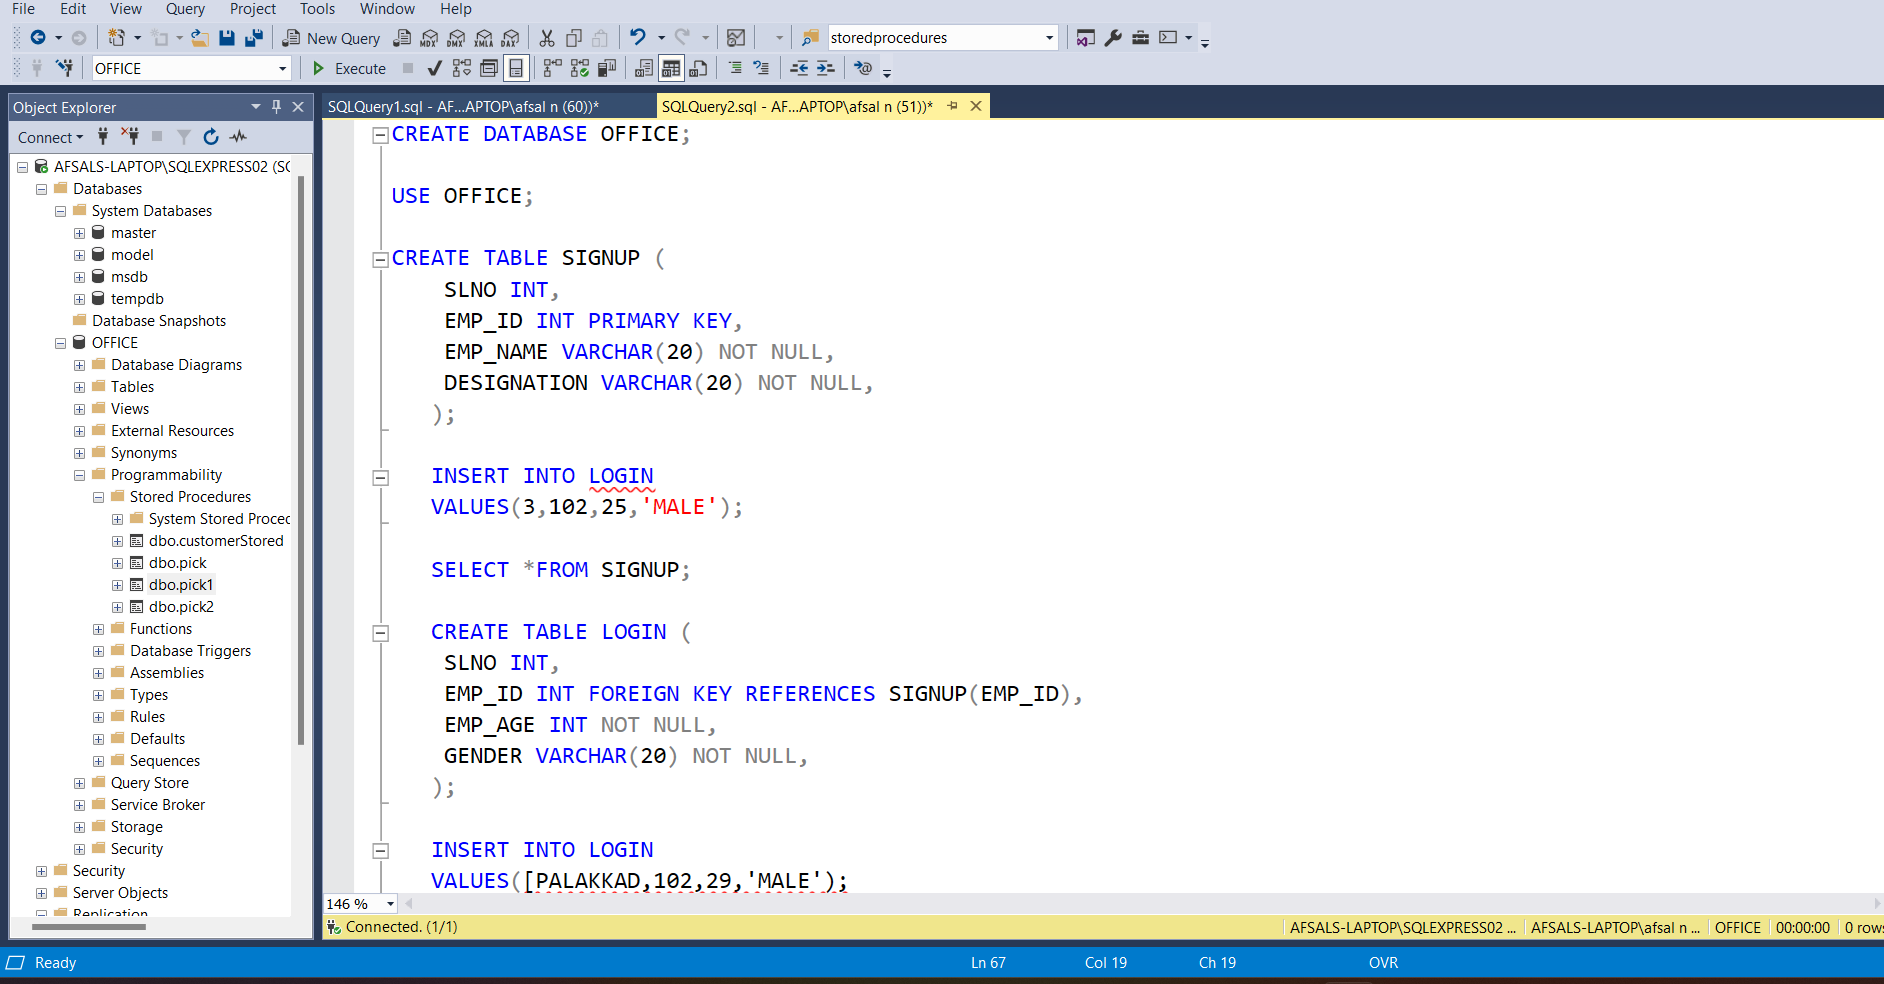 File Edit View Query Project Tools Window Help
New Query MDX DMX XMLA DAX storedprocedures
OFFICE Execute
Object Explorer
Connect
AFSALS-LAPTOP\SQLEXPRESS02 (SQ
Databases
System Databases
master
model
msdb
tempdb
Database Snapshots
OFFICE
Database Diagrams
Tables
Views
External Resources
Synonyms
Programmability
Stored Procedures
System Stored Proced
dbo.customerStored
dbo.pick
dbo.pick1
dbo.pick2
Functions
Database Triggers
Assemblies
Types
Rules
Defaults
Sequences
Query Store
Service Broker
Storage
Security
Security
Server Objects
Replication
SQLQuery1.sql - AF...APTOP\afsal n (60))*
SQLQuery2.sql - AF...APTOP\afsal n (51))*
CREATE DATABASE OFFICE;
USE OFFICE;
CREATE TABLE SIGNUP (
SLNO INT,
EMP_ID INT PRIMARY KEY,
EMP_NAME VARCHAR(20) NOT NULL,
DESIGNATION VARCHAR(20) NOT NULL,
);
INSERT INTO LOGIN
VALUES(3,102,25,'MALE');
SELECT *FROM SIGNUP;
CREATE TABLE LOGIN (
SLNO INT,
EMP_ID INT FOREIGN KEY REFERENCES SIGNUP(EMP_ID),
EMP_AGE INT NOT NULL,
GENDER VARCHAR(20) NOT NULL,
);
INSERT INTO LOGIN
VALUES([PALAKKAD,102,29,'MALE');
146 %
Connected. (1/1) AFSALS-LAPTOP\SQLEXPRESS02 ... AFSALS-LAPTOP\afsal n ... OFFICE 00:00:00 0 rows
Ready Ln 67 Col 19 Ch 19 OVR